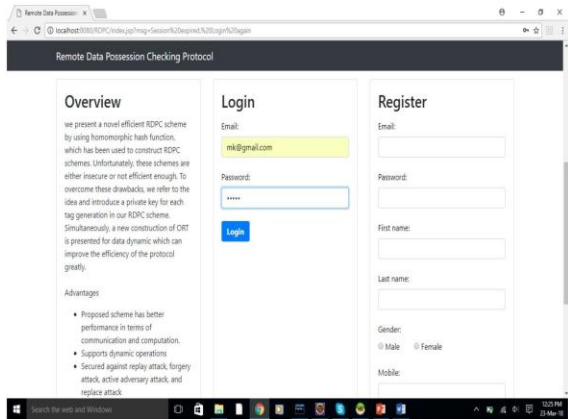 Remote Data Possession
localhost:8080/RDPC/index.jsp?msg=Session%20expired.%20Login%20again
Remote Data Possession Checking Protocol
Overview
we present a novel efficient RDPC scheme
by using homomorphic hash function,
which has been used to construct RDPC
schemes. Unfortunately, these schemes are
either insecure or not efficient enough. To
overcome these drawbacks, we refer to the
idea and introduce a private key for each
tag generation in our RDPC scheme.
Simultaneously, a new construction of ORT
is presented for data dynamic which can
improve the efficiency of the protocol
greatly.
Advantages
• Proposed scheme has better
performance in terms of
communication and computation.
• Supports dynamic operations
• Secured against replay attack, forgery
attack, active adversary attack, and
replace attack
Login
Email:
mk@gmail.com
Password:
•••••
Login
Register
Email:
Password:
First name:
Last name:
Gender:
Male Female
Mobile:
Search the web and Windows
12:25 PM
23-Mar-18